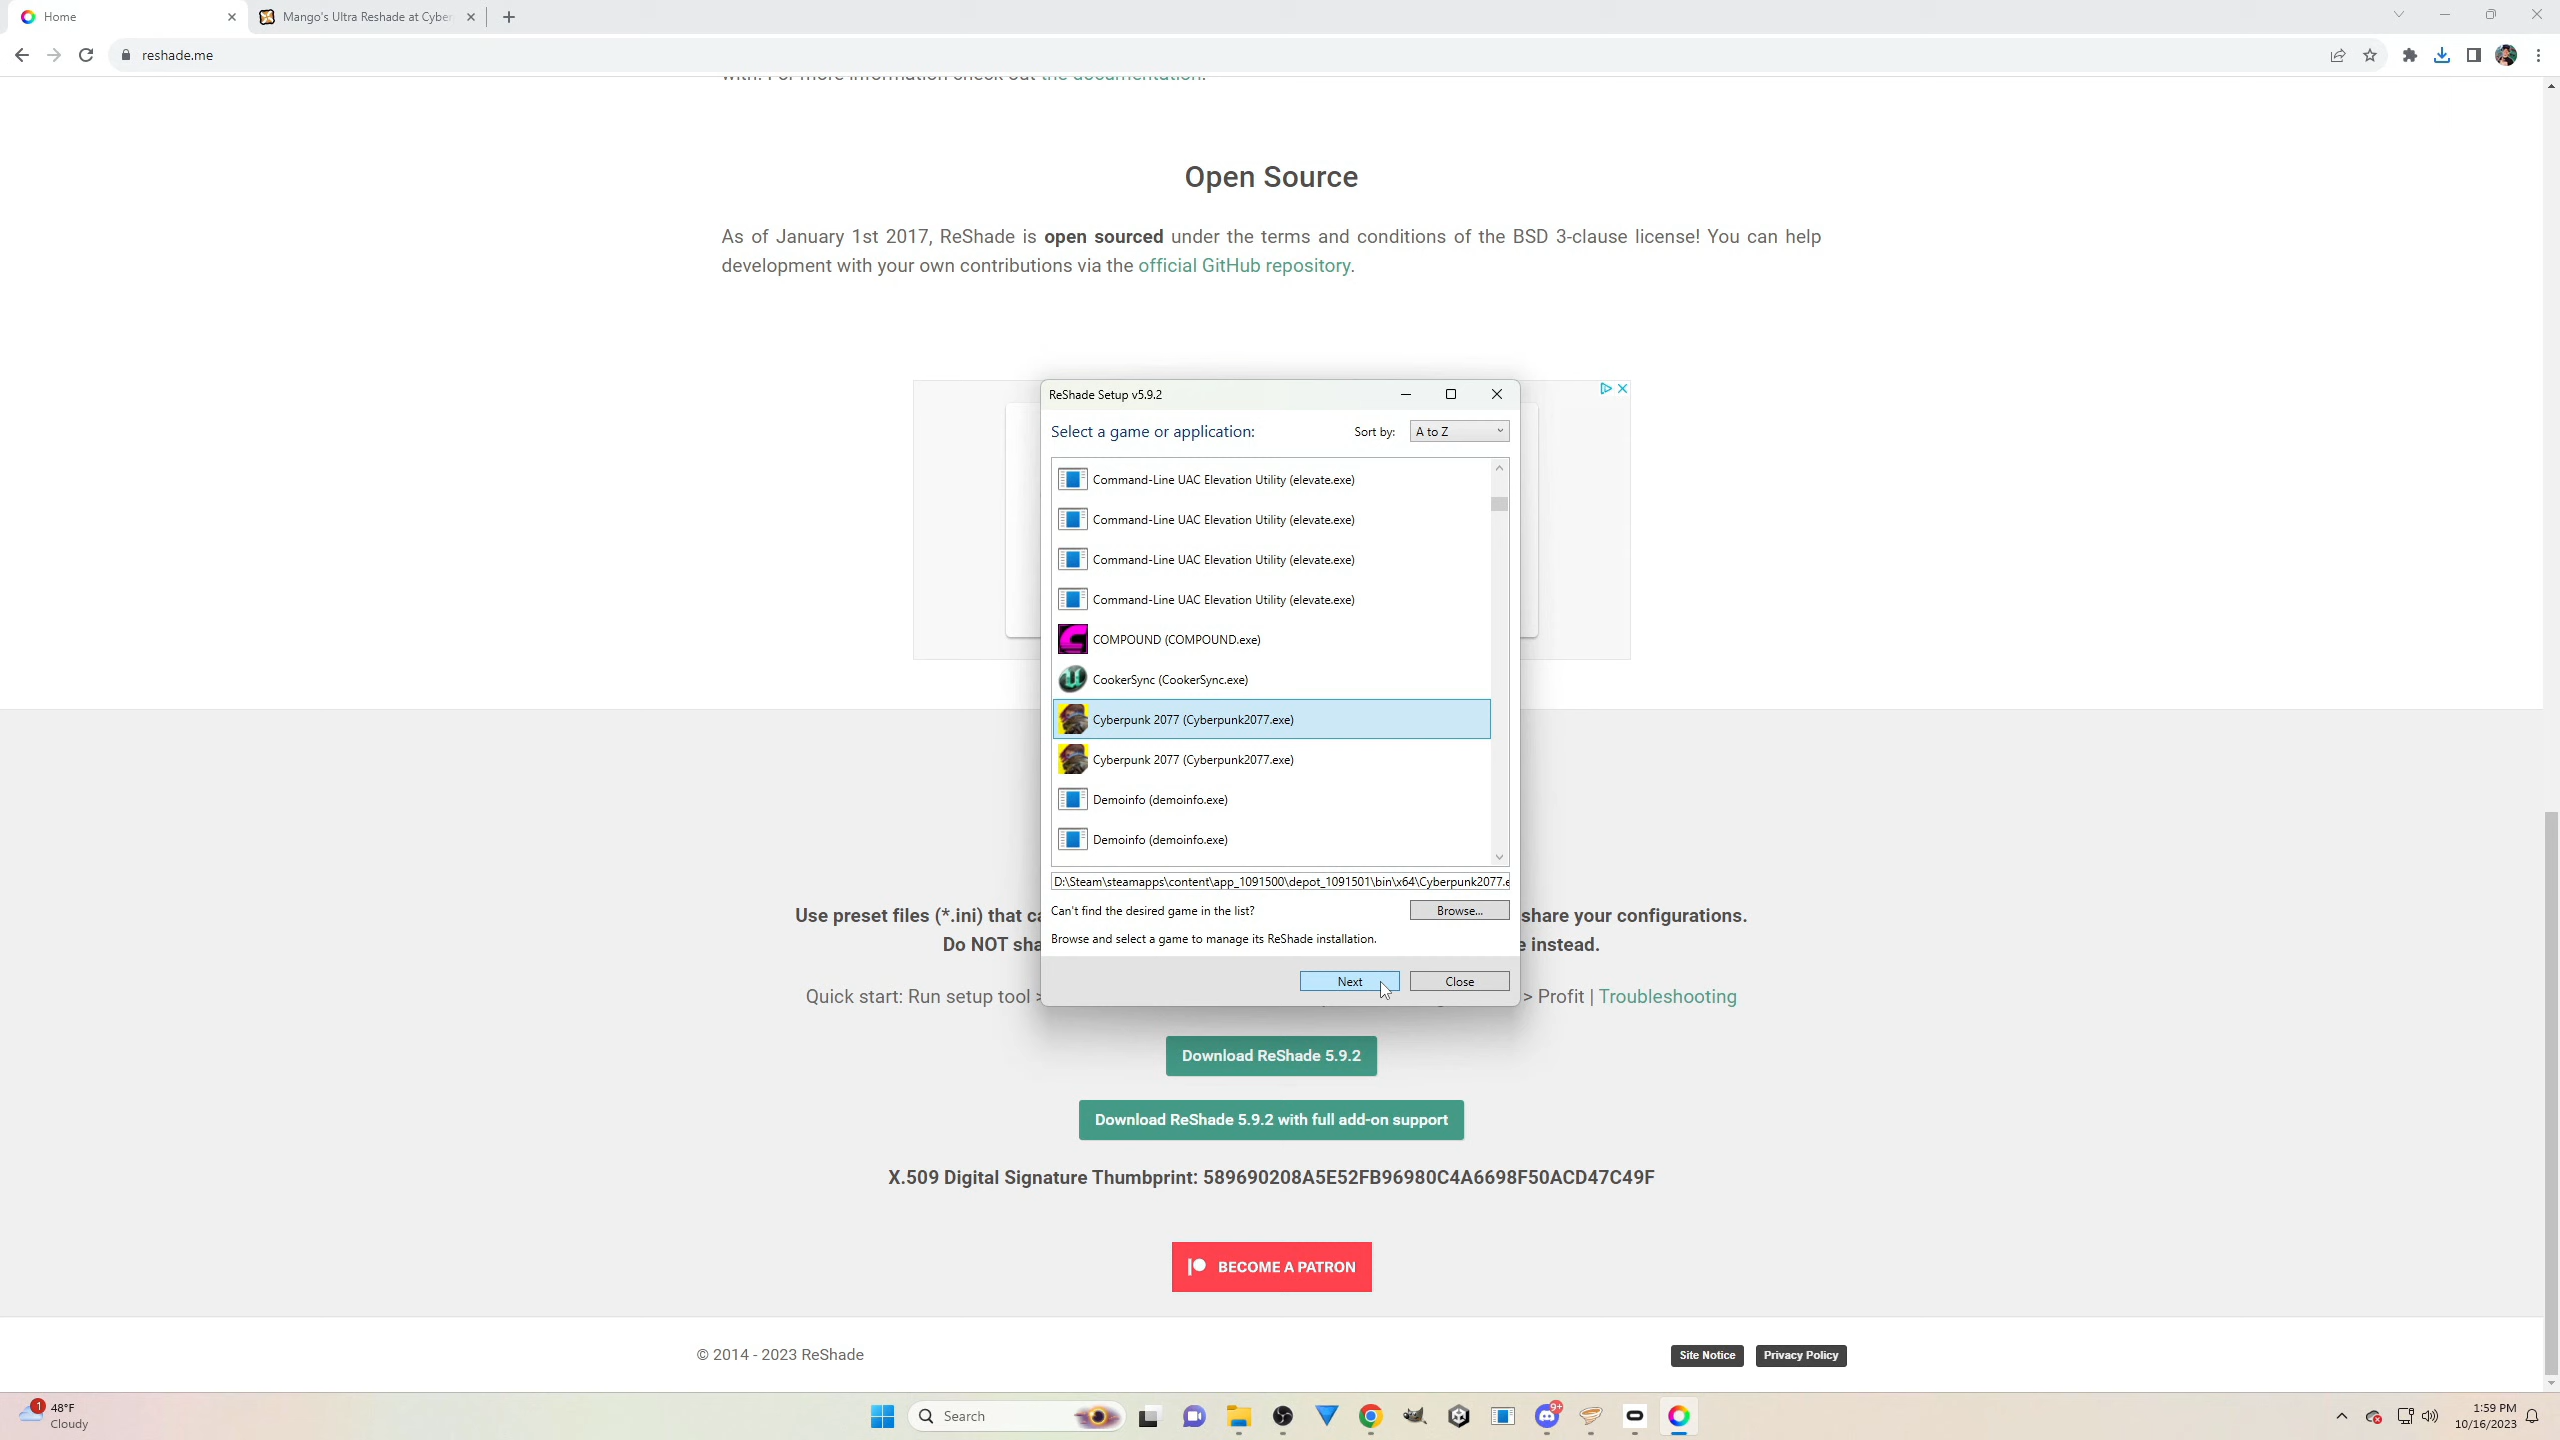 Home
Mango's Ultra Reshade at Cyber
reshade.me
the documentation.
Open Source
As of January 1st 2017, ReShade is open sourced under the terms and conditions of the BSD 3-clause license! You can help
development with your own contributions via the official GitHub repository.
ReShade Setup v5.9.2
Select a game or application:
Sort by:
A to Z
Command-Line UAC Elevation Utility (elevate.exe)
Command-Line UAC Elevation Utility (elevate.exe)
Command-Line UAC Elevation Utility (elevate.exe)
Command-Line UAC Elevation Utility (elevate.exe)
COMPOUND (COMPOUND.exe)
CookerSync (CookerSync.exe)
Cyberpunk 2077 (Cyberpunk2077.exe)
Cyberpunk 2077 (Cyberpunk2077.exe)
Demoinfo (demoinfo.exe)
Demoinfo (demoinfo.exe)
D:\Steam\steamapps\content\app_1091500\depot_1091501\bin\x64\Cyberpunk2077.e
Can't find the desired game in the list?
Browse...
Browse and select a game to manage its ReShade installation.
Next
Close
Use preset files (*.ini) that ca
share your configurations.
Do NOT sha
e instead.
Quick start: Run setup tool >
> Profit | Troubleshooting
Download ReShade 5.9.2
Download ReShade 5.9.2 with full add-on support
X.509 Digital Signature Thumbprint: 589690208A5E52FB96980C4A6698F50ACD47C49F
BECOME A PATRON
© 2014 - 2023 ReShade
Site Notice
Privacy Policy
1
48°F
Cloudy
Search
9+
1:59 PM
10/16/2023